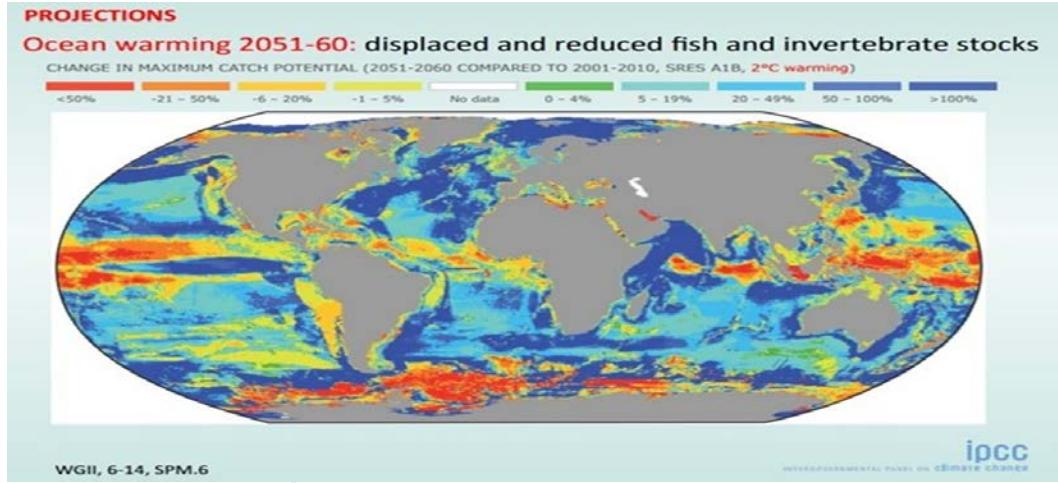 PROJECTIONS
Ocean warming 2051-60: displaced and reduced fish and invertebrate stocks
CHANGE IN MAXIMUM CATCH POTENTIAL (2051-2060 COMPARED TO 2001-2010, SRES A1B, 2°C warming)
<50% -21 – 50% -6 – 20% -1 – 5% No data 0 – 4% 5 – 19% 20 – 49% 50 – 100% >100%
WGII, 6-14, SPM.6
ipcc
INTERGOVERNMENTAL PANEL ON climate change